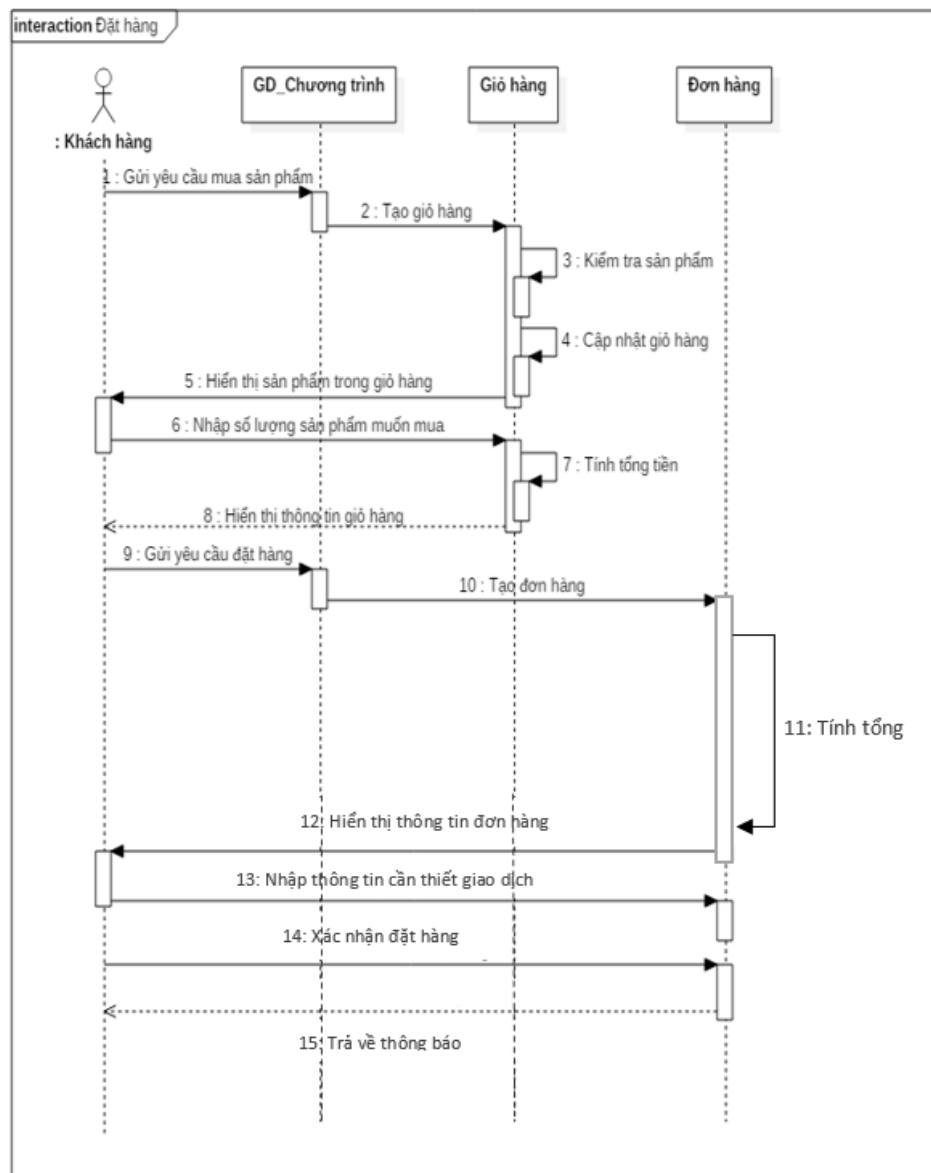 interaction Đặt hàng
GD_Chương trình
Giỏ hàng
Đơn hàng
: Khách hàng
1 : Gửi yêu cầu mua sản phẩm
2 : Tạo giỏ hàng
3 : Kiểm tra sản phẩm
4 : Cập nhật giỏ hàng
5 : Hiển thị sản phẩm trong giỏ hàng
6 : Nhập số lượng sản phẩm muốn mua
7 : Tính tổng tiền
8 : Hiển thị thông tin giỏ hàng
9 : Gửi yêu cầu đặt hàng
10 : Tạo đơn hàng
11: Tính tổng
12: Hiển thị thông tin đơn hàng
13: Nhập thông tin cần thiết giao dịch
14: Xác nhận đặt hàng
15: Trả về thông báo